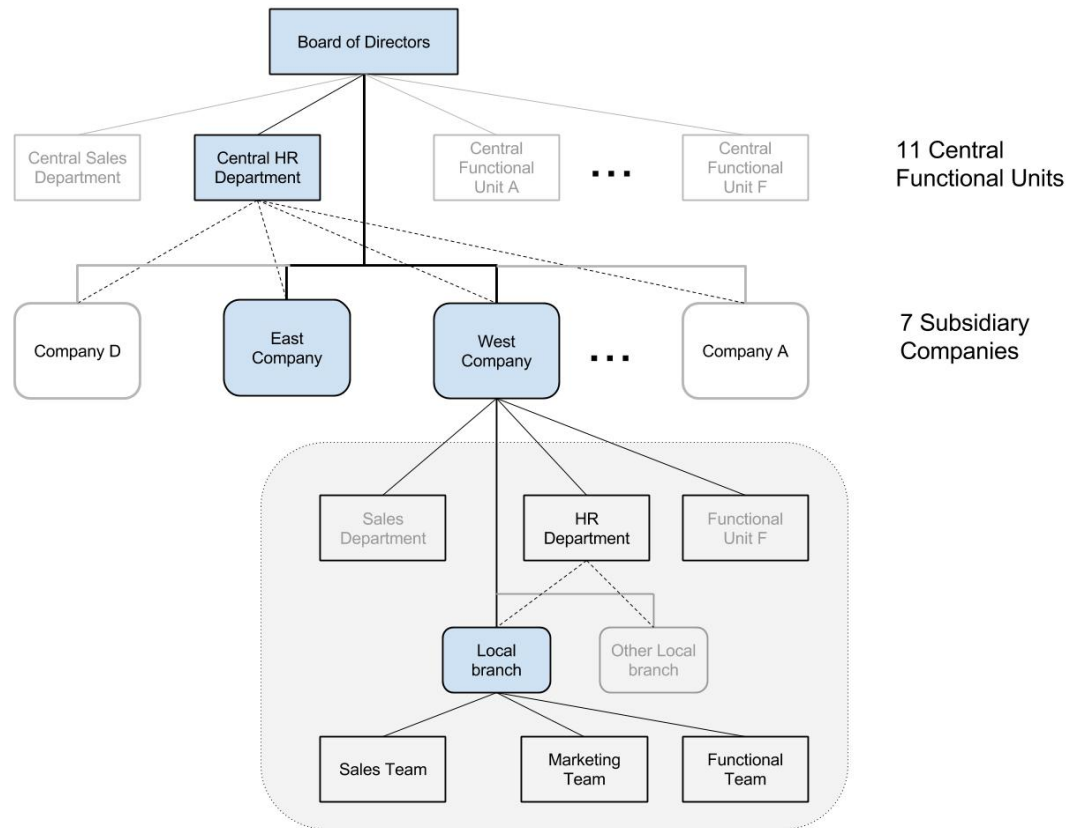 Board of Directors
Central Sales
Department
Central HR
Department
Central
Functional
Unit A
...
Central
Functional
Unit F
11 Central
Functional Units
Company D
East
Company
West
Company
...
Company A
7 Subsidiary
Companies
Sales
Department
HR
Department
Functional
Unit F
Local
branch
Other Local
branch
Sales Team
Marketing
Team
Functional
Team